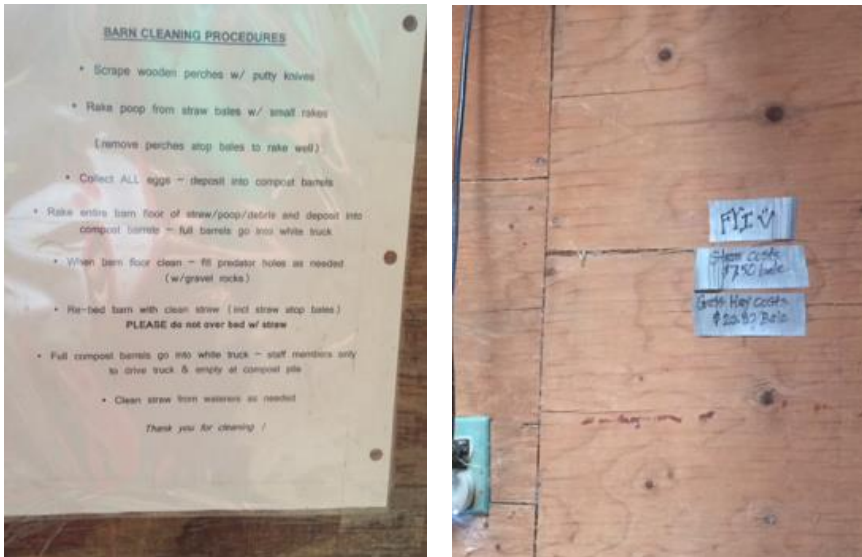 BARN CLEANING PROCEDURES
• Scrape wooden perches w/ putty knives
• Rake poop from straw bales w/ small rakes
(remove perches atop bales to rake well)
• Collect ALL eggs – deposit into compost barrels
• Rake entire barn floor of straw/poop/debris and deposit into
compost barrels – full barrels go into white truck
• When barn floor clean – fill predator holes as needed
(w/gravel rocks)
• Re-bed barn with clean straw (incl straw atop bales.)
PLEASE do not over bed w/ straw
• Full compost barrels go into white truck – staff members only
to drive truck & empty at compost pile
• Clean straw from waterers as needed
Thank you for cleaning !
FYI
Straw costs
$7.50 bale
Grass Hay costs
Bale